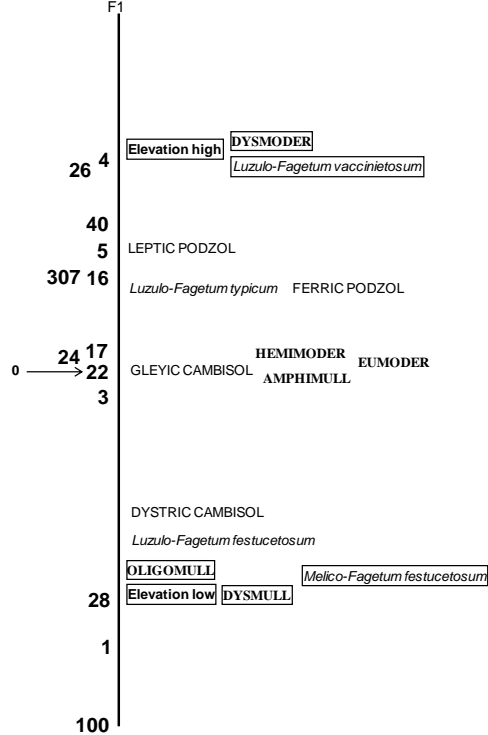 F1
Elevation high
DYSMODER
4
26
Luzulo-Fagetum vaccinietosum
40
5
LEPTIC PODZOL
307 16
Luzulo-Fagetum typicum
FERRIC PODZOL
17
24
HEMIMODER
EUMODER
0
22
GLEYIC CAMBISOL
AMPHIMULL
3
DYSTRIC CAMBISOL
Luzulo-Fagetum festucetosum
OLIGOMULL
Melico-Fagetum festucetosum
28
Elevation low
DYSMULL
1
100